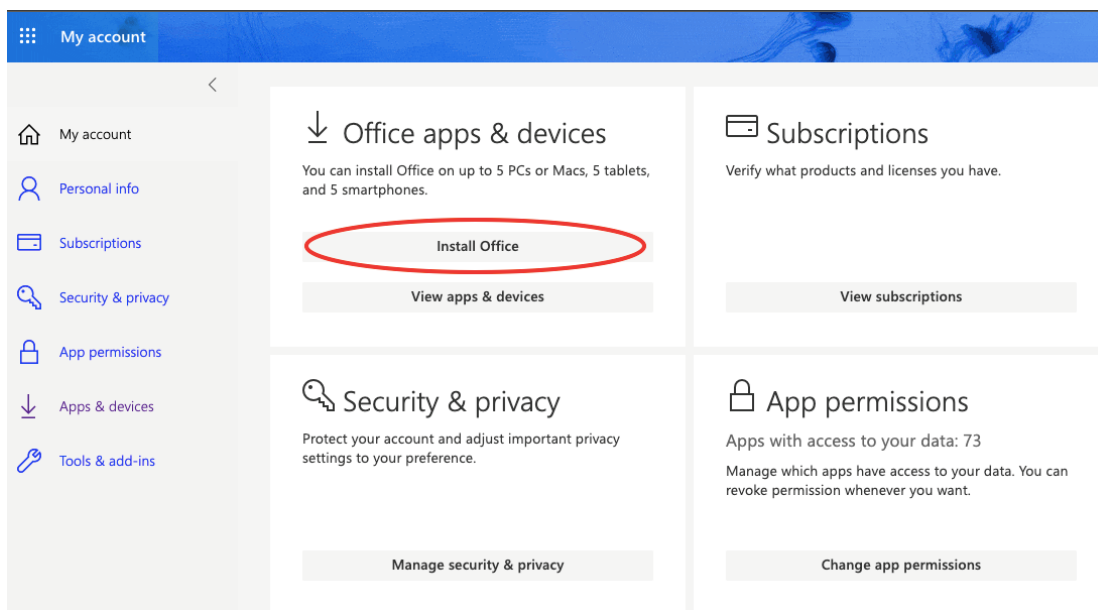 My account
My account
Personal info
Subscriptions
Security & privacy
App permissions
Apps & devices
Tools & add-ins
Office apps & devices
You can install Office on up to 5 PCs or Macs, 5 tablets,
and 5 smartphones.
Install Office
View apps & devices
Subscriptions
Verify what products and licenses you have.
View subscriptions
Security & privacy
Protect your account and adjust important privacy
settings to your preference.
Manage security & privacy
App permissions
Apps with access to your data: 73
Manage which apps have access to your data. You can
revoke permission whenever you want.
Change app permissions